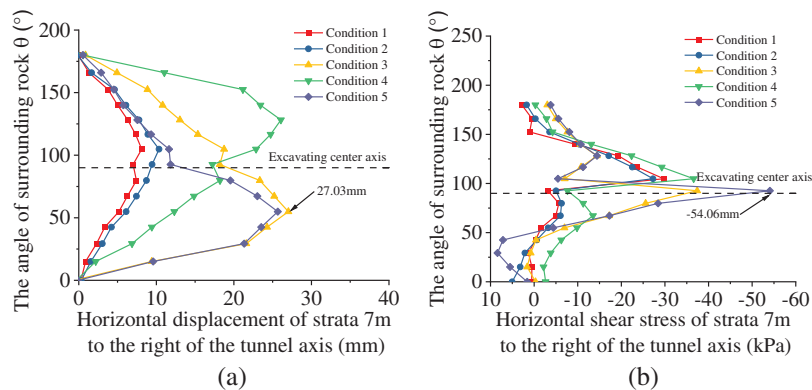 The angle of surrounding rock θ (°)
200
150
100
50
0
Condition 1
Condition 2
Condition 3
Condition 4
Condition 5
Excavating center axis
27.03mm
0 10 20 30 40
Horizontal displacement of strata 7m
to the right of the tunnel axis (mm)
(a)
The angle of surrounding rock θ (°)
250
200
150
100
50
0
Condition 1
Condition 2
Condition 3
Condition 4
Condition 5
Excavating center axis
-54.06mm
10 0 -10 -20 -30 -40 -50 -60
Horizontal shear stress of strata 7m
to the right of the tunnel axis (kPa)
(b)